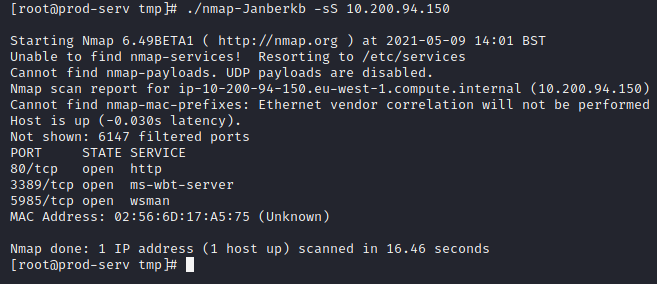 [root@prod-serv tmp]# ./nmap-Janberkb -sS 10.200.94.150
Starting Nmap 6.49BETA1 ( http://nmap.org ) at 2021-05-09 14:01 BST
Unable to find nmap-services!  Resorting to /etc/services
Cannot find nmap-payloads. UDP payloads are disabled.
Nmap scan report for ip-10-200-94-150.eu-west-1.compute.internal (10.200.94.150)
Cannot find nmap-mac-prefixes: Ethernet vendor correlation will not be performed
Host is up (-0.030s latency).
Not shown: 6147 filtered ports
PORT     STATE SERVICE
80/tcp   open  http
3389/tcp open  ms-wbt-server
5985/tcp open  wsman
MAC Address: 02:56:6D:17:A5:75 (Unknown)
Nmap done: 1 IP address (1 host up) scanned in 16.46 seconds
[root@prod-serv tmp]#